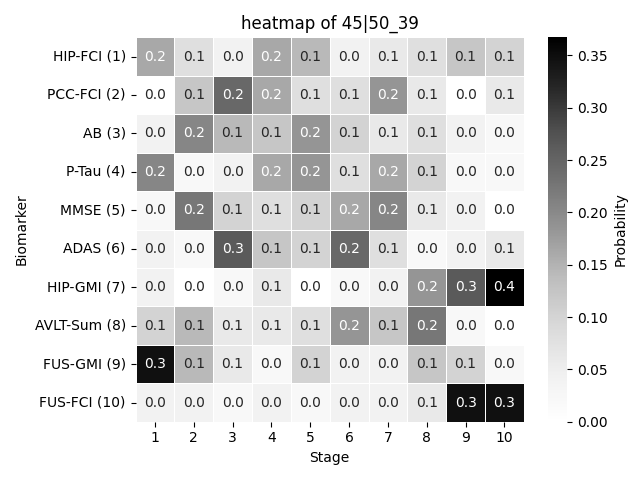 heatmap of 45|50_39
HIP-FCI (1) 0.2 0.1 0.0 0.2 0.1 0.0 0.1 0.1 0.1 0.1
PCC-FCI (2) 0.0 0.1 0.2 0.2 0.1 0.1 0.2 0.1 0.0 0.1
AB (3) 0.0 0.2 0.1 0.1 0.2 0.1 0.1 0.1 0.0 0.0
P-Tau (4) 0.2 0.0 0.0 0.2 0.2 0.1 0.2 0.1 0.0 0.0
MMSE (5) 0.0 0.2 0.1 0.1 0.1 0.2 0.2 0.1 0.0 0.0
ADAS (6) 0.0 0.0 0.3 0.1 0.1 0.2 0.1 0.0 0.0 0.1
HIP-GMI (7) 0.0 0.0 0.0 0.1 0.0 0.0 0.0 0.2 0.3 0.4
AVLT-Sum (8) 0.1 0.1 0.1 0.1 0.1 0.2 0.1 0.2 0.0 0.0
FUS-GMI (9) 0.3 0.1 0.1 0.0 0.1 0.0 0.0 0.1 0.1 0.0
FUS-FCI (10) 0.0 0.0 0.0 0.0 0.0 0.0 0.0 0.1 0.3 0.3
1 2 3 4 5 6 7 8 9 10
Stage
Biomarker
0.35
0.30
0.25
0.20
0.15
0.10
0.05
0.00
Probability